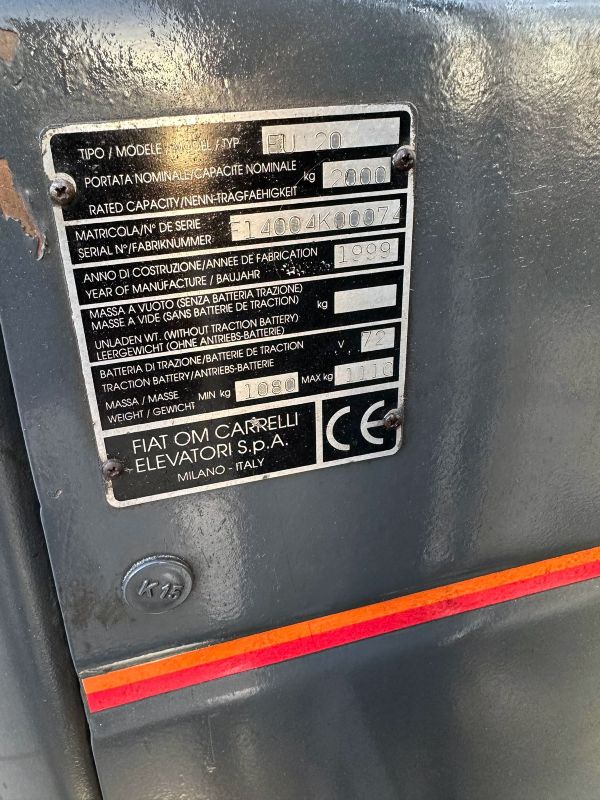 TIPO / MODELE / MODEL / TYP EU 20
PORTATA NOMINALE/CAPACITE NOMINALE kg 2000
RATED CAPACITY/NENN-TRAGFAEHIGKEIT
MATRICOLA/N° DE SERIE E14004K00074
SERIAL N°/FABRIKNUMMER
ANNO DI COSTRUZIONE/ANNEE DE FABRICATION 1999
YEAR OF MANUFACTURE / BAUJAHR
MASSA A VUOTO (SENZA BATTERIA TRAZIONE) kg
MASSE A VIDE (SANS BATTERIE DE TRACTION)
UNLADEN WT. (WITHOUT TRACTION BATTERY)
LEERGEWICHT (OHNE ANTRIEBS-BATTERIE)
BATTERIA DI TRAZIONE/BATTERIE DE TRACTION V. 72
TRACTION BATTERY/ANTRIEBS-BATTERIE
MASSA / MASSE MIN kg 1080 MAX kg 1110
WEIGHT / GEWICHT
FIAT OM CARRELLI
ELEVATORI S.p.A.
MILANO - ITALY
CE
K15